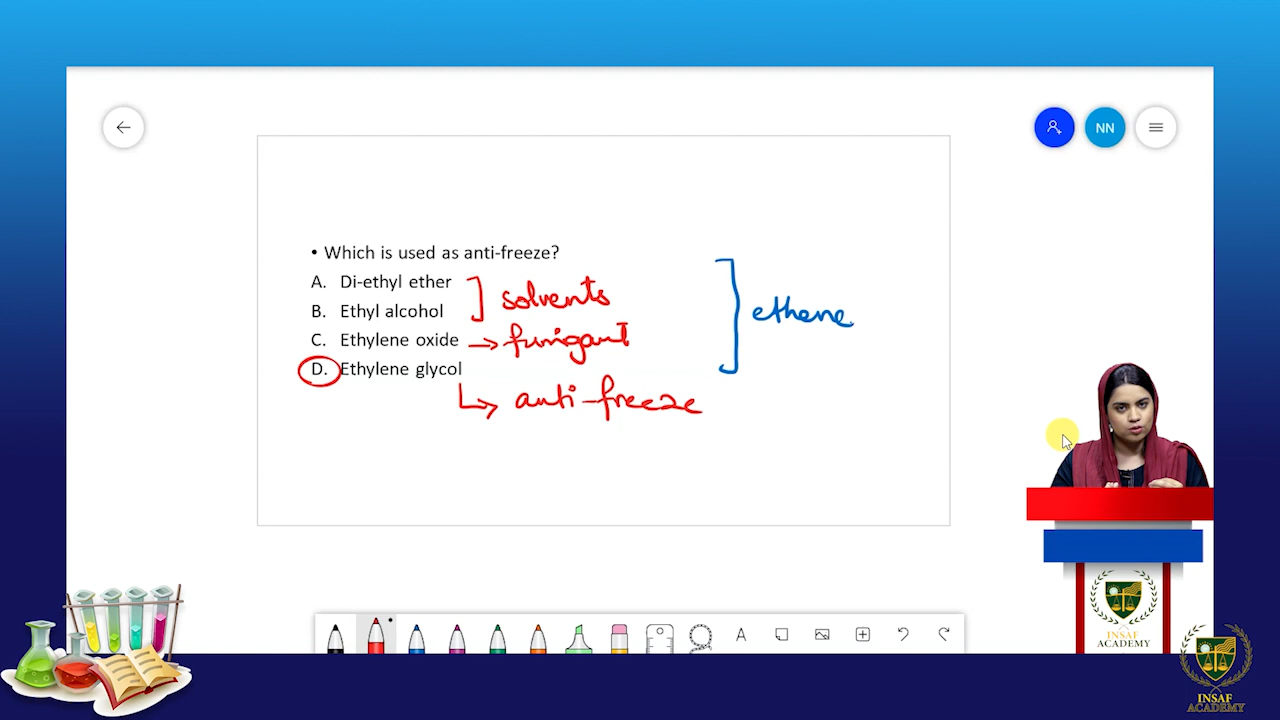 NN
• Which is used as anti-freeze?
A. Di-ethyl ether
B. Ethyl alcohol
solvents
C. Ethylene oxide → fumigant
D. Ethylene glycol
↳ anti-freeze
ethene
A
INSAF
ACADEMY
INSAF
ACADEMY